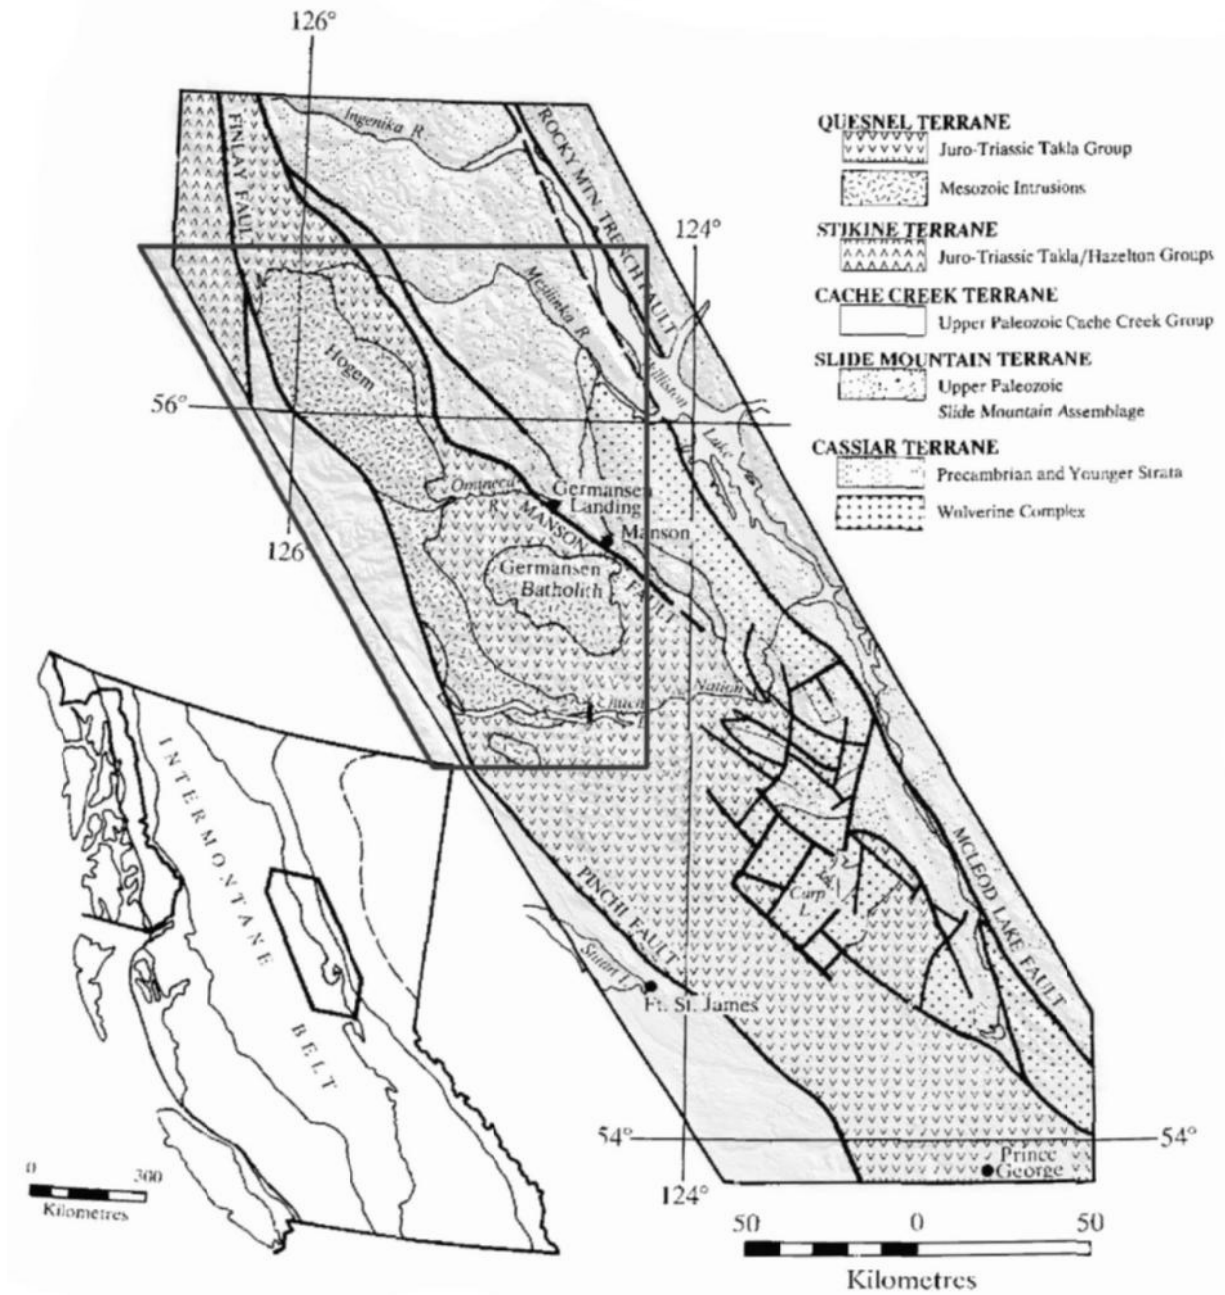 126°
Ingenika R
ROCKY MTN TRENCH FAULT
FINLAY FAULT
124°
Mesilinka R
Williston
Lake
Hogem
56°
Omineca
R
Germansen
Landing
MANSON
FAULT
Manson
Germansen
Batholith
126
Nation
Chuchi
L
INTERMONTANE
BELT
Carp
L
MCLEOD LAKE FAULT
PINCHI FAULT
Stuart L
Ft. St. James
54°
54°
Prince
George
124°
0
300
Kilometres
50
0
50
Kilometres
QUESNEL TERRANE
Juro-Triassic Takla Group
Mesozoic Intrusions
STIKINE TERRANE
Juro-Triassic Takla/Hazelton Groups
CACHE CREEK TERRANE
Upper Paleozoic Cache Creek Group
SLIDE MOUNTAIN TERRANE
Upper Paleozoic
Slide Mountain Assemblage
CASSIAR TERRANE
Precambrian and Younger Strata
Wolverine Complex